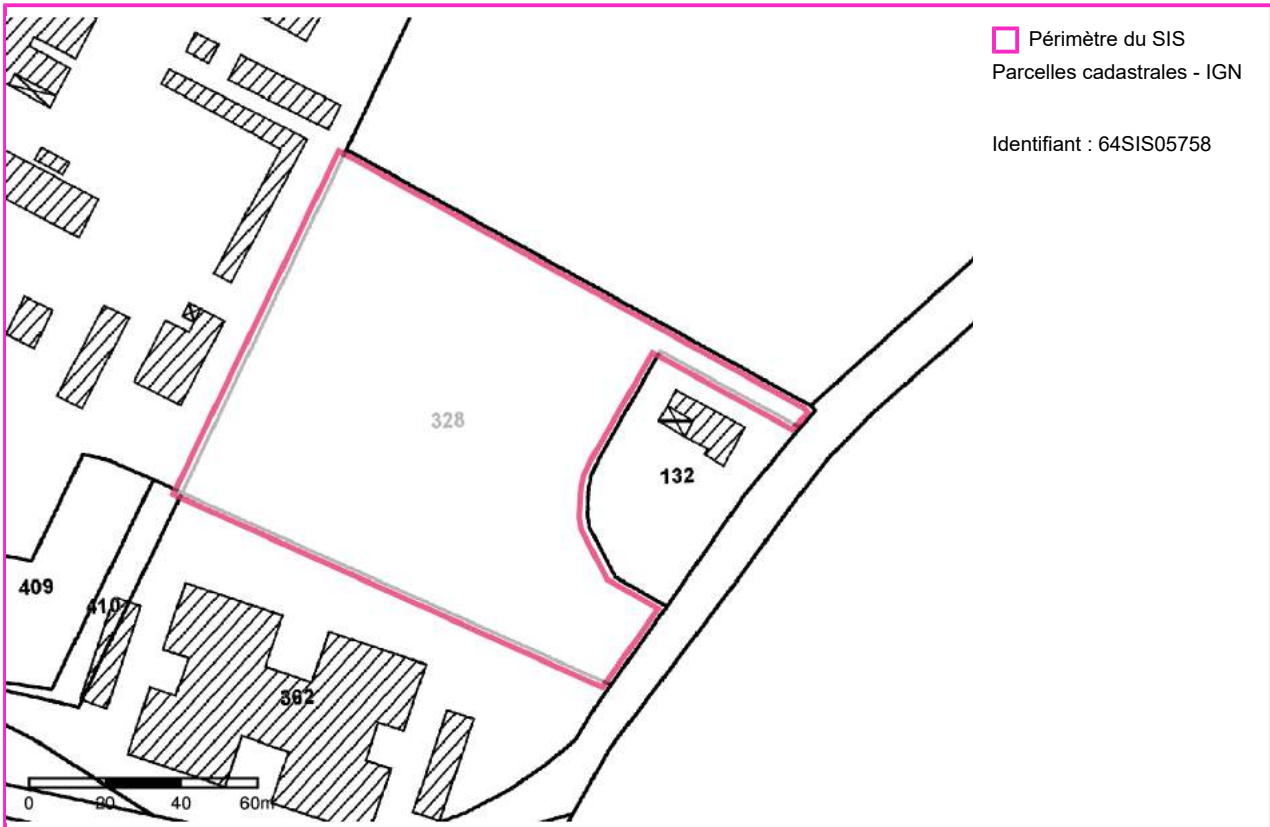 Périmètre du SIS
Parcelles cadastrales - IGN
Identifiant : 64SIS05758
328
132
409
410
362
0 20 40 60m